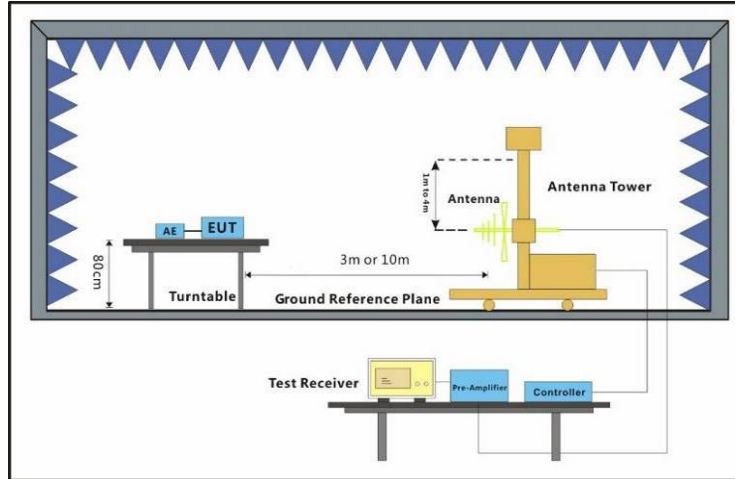 1m to 4m
Antenna
Antenna Tower
AE
EUT
80cm
3m or 10m
Turntable
Ground Reference Plane
Test Receiver
Pre-Amplifier
Controller